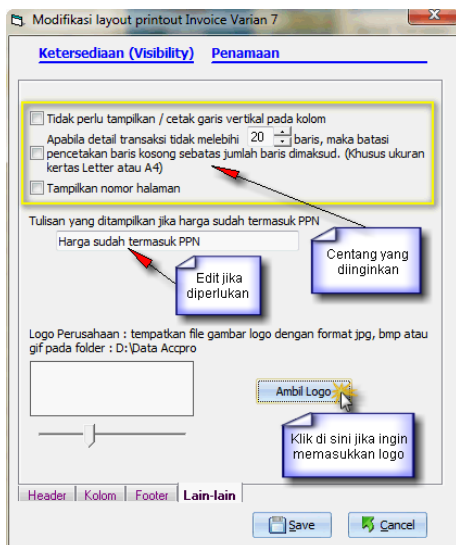 Modifikasi layout printout Invoice Varian 7
Ketersediaan (Visibility) Penamaan
Tidak perlu tampilkan / cetak garis vertikal pada kolom
Apabila detail transaksi tidak melebihi 20 baris, maka batasi
pencetakan baris kosong sebatas jumlah baris dimaksud. (Khusus ukuran
kertas Letter atau A4)
Tampilkan nomor halaman
Tulisan yang ditampilkan jika harga sudah termasuk PPN
Harga sudah termasuk PPN
Centang yang
diinginkan
Edit jika
diperlukan
Logo Perusahaan : tempatkan file gambar logo dengan format jpg, bmp atau
gif pada folder : D:\Data Accpro
Ambil Logo
Klik di sini jika ingin
memasukkan logo
Header Kolom Footer Lain-lain
Save Cancel